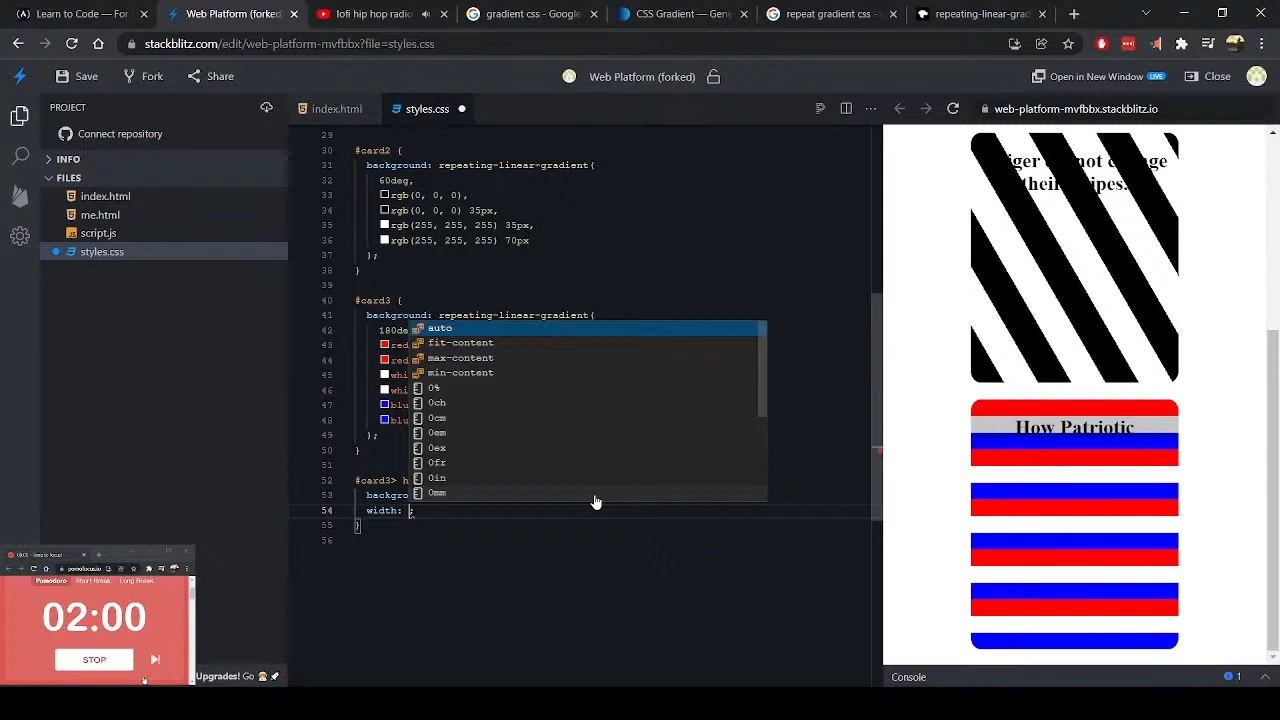 Learn to Code — For
Web Platform (forked)
lofi hip hop radio
gradient css - Google
CSS Gradient — Gene
repeat gradient css -
repeating-linear-grad
stackblitz.com/edit/web-platform-mvfbbx?file=styles.css
Save
Fork
Share
Web Platform (forked)
Open in New Window LIVE
Close
PROJECT
Connect repository
INFO
FILES
index.html
me.html
script.js
styles.css
index.html
styles.css
29
30 #card2 {
31 background: repeating-linear-gradient(
32 60deg,
33 rgb(0, 0, 0),
34 rgb(0, 0, 0) 35px,
35 rgb(255, 255, 255) 35px,
36 rgb(255, 255, 255) 70px
37 );
38 }
39
40 #card3 {
41 background: repeating-linear-gradient(
42 180de
43 red
44 red
45 whi
46 whi
47 blu
48 blu
49 );
50 }
51
52 #card3> h
53 backgro
54 width: ;
55 }
56
auto
fit-content
max-content
min-content
0%
0ch
0cm
0em
0ex
0fr
0in
0mm
web-platform-mvfbbx.stackblitz.io
How Patriotic
Console
1
pomofocus.io
Pomodoro Short Break Long Break
02:00
STOP
Upgrades! Go